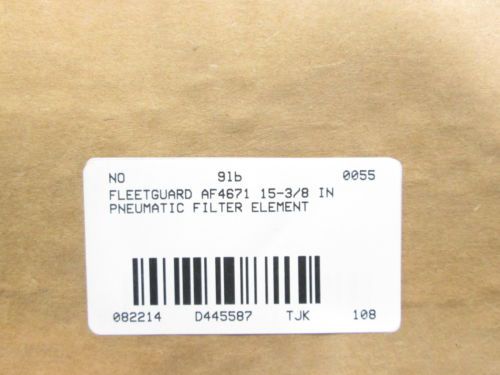 NO 9lb 0055
FLEETGUARD AF4671 15-3/8 IN
PNEUMATIC FILTER ELEMENT
082214 D445587 TJK 108